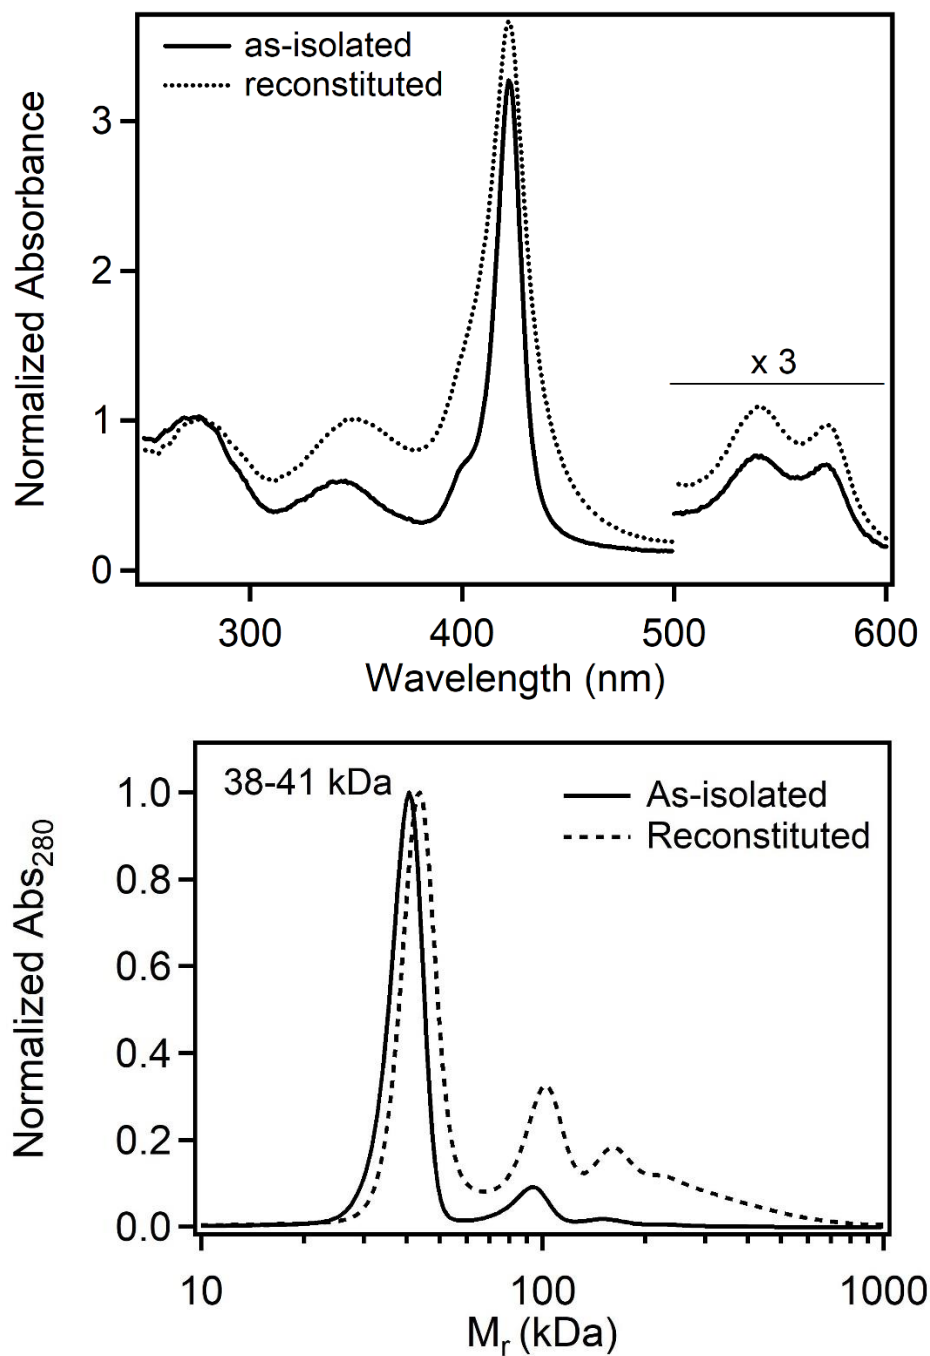 as-isolated
reconstituted
Normalized Absorbance
3
2
1
0
x 3
300
400
500
600
Wavelength (nm)
38-41 kDa
As-isolated
Reconstituted
Normalized Abs280
1.0
0.8
0.6
0.4
0.2
0.0
10
100
1000
Mr (kDa)